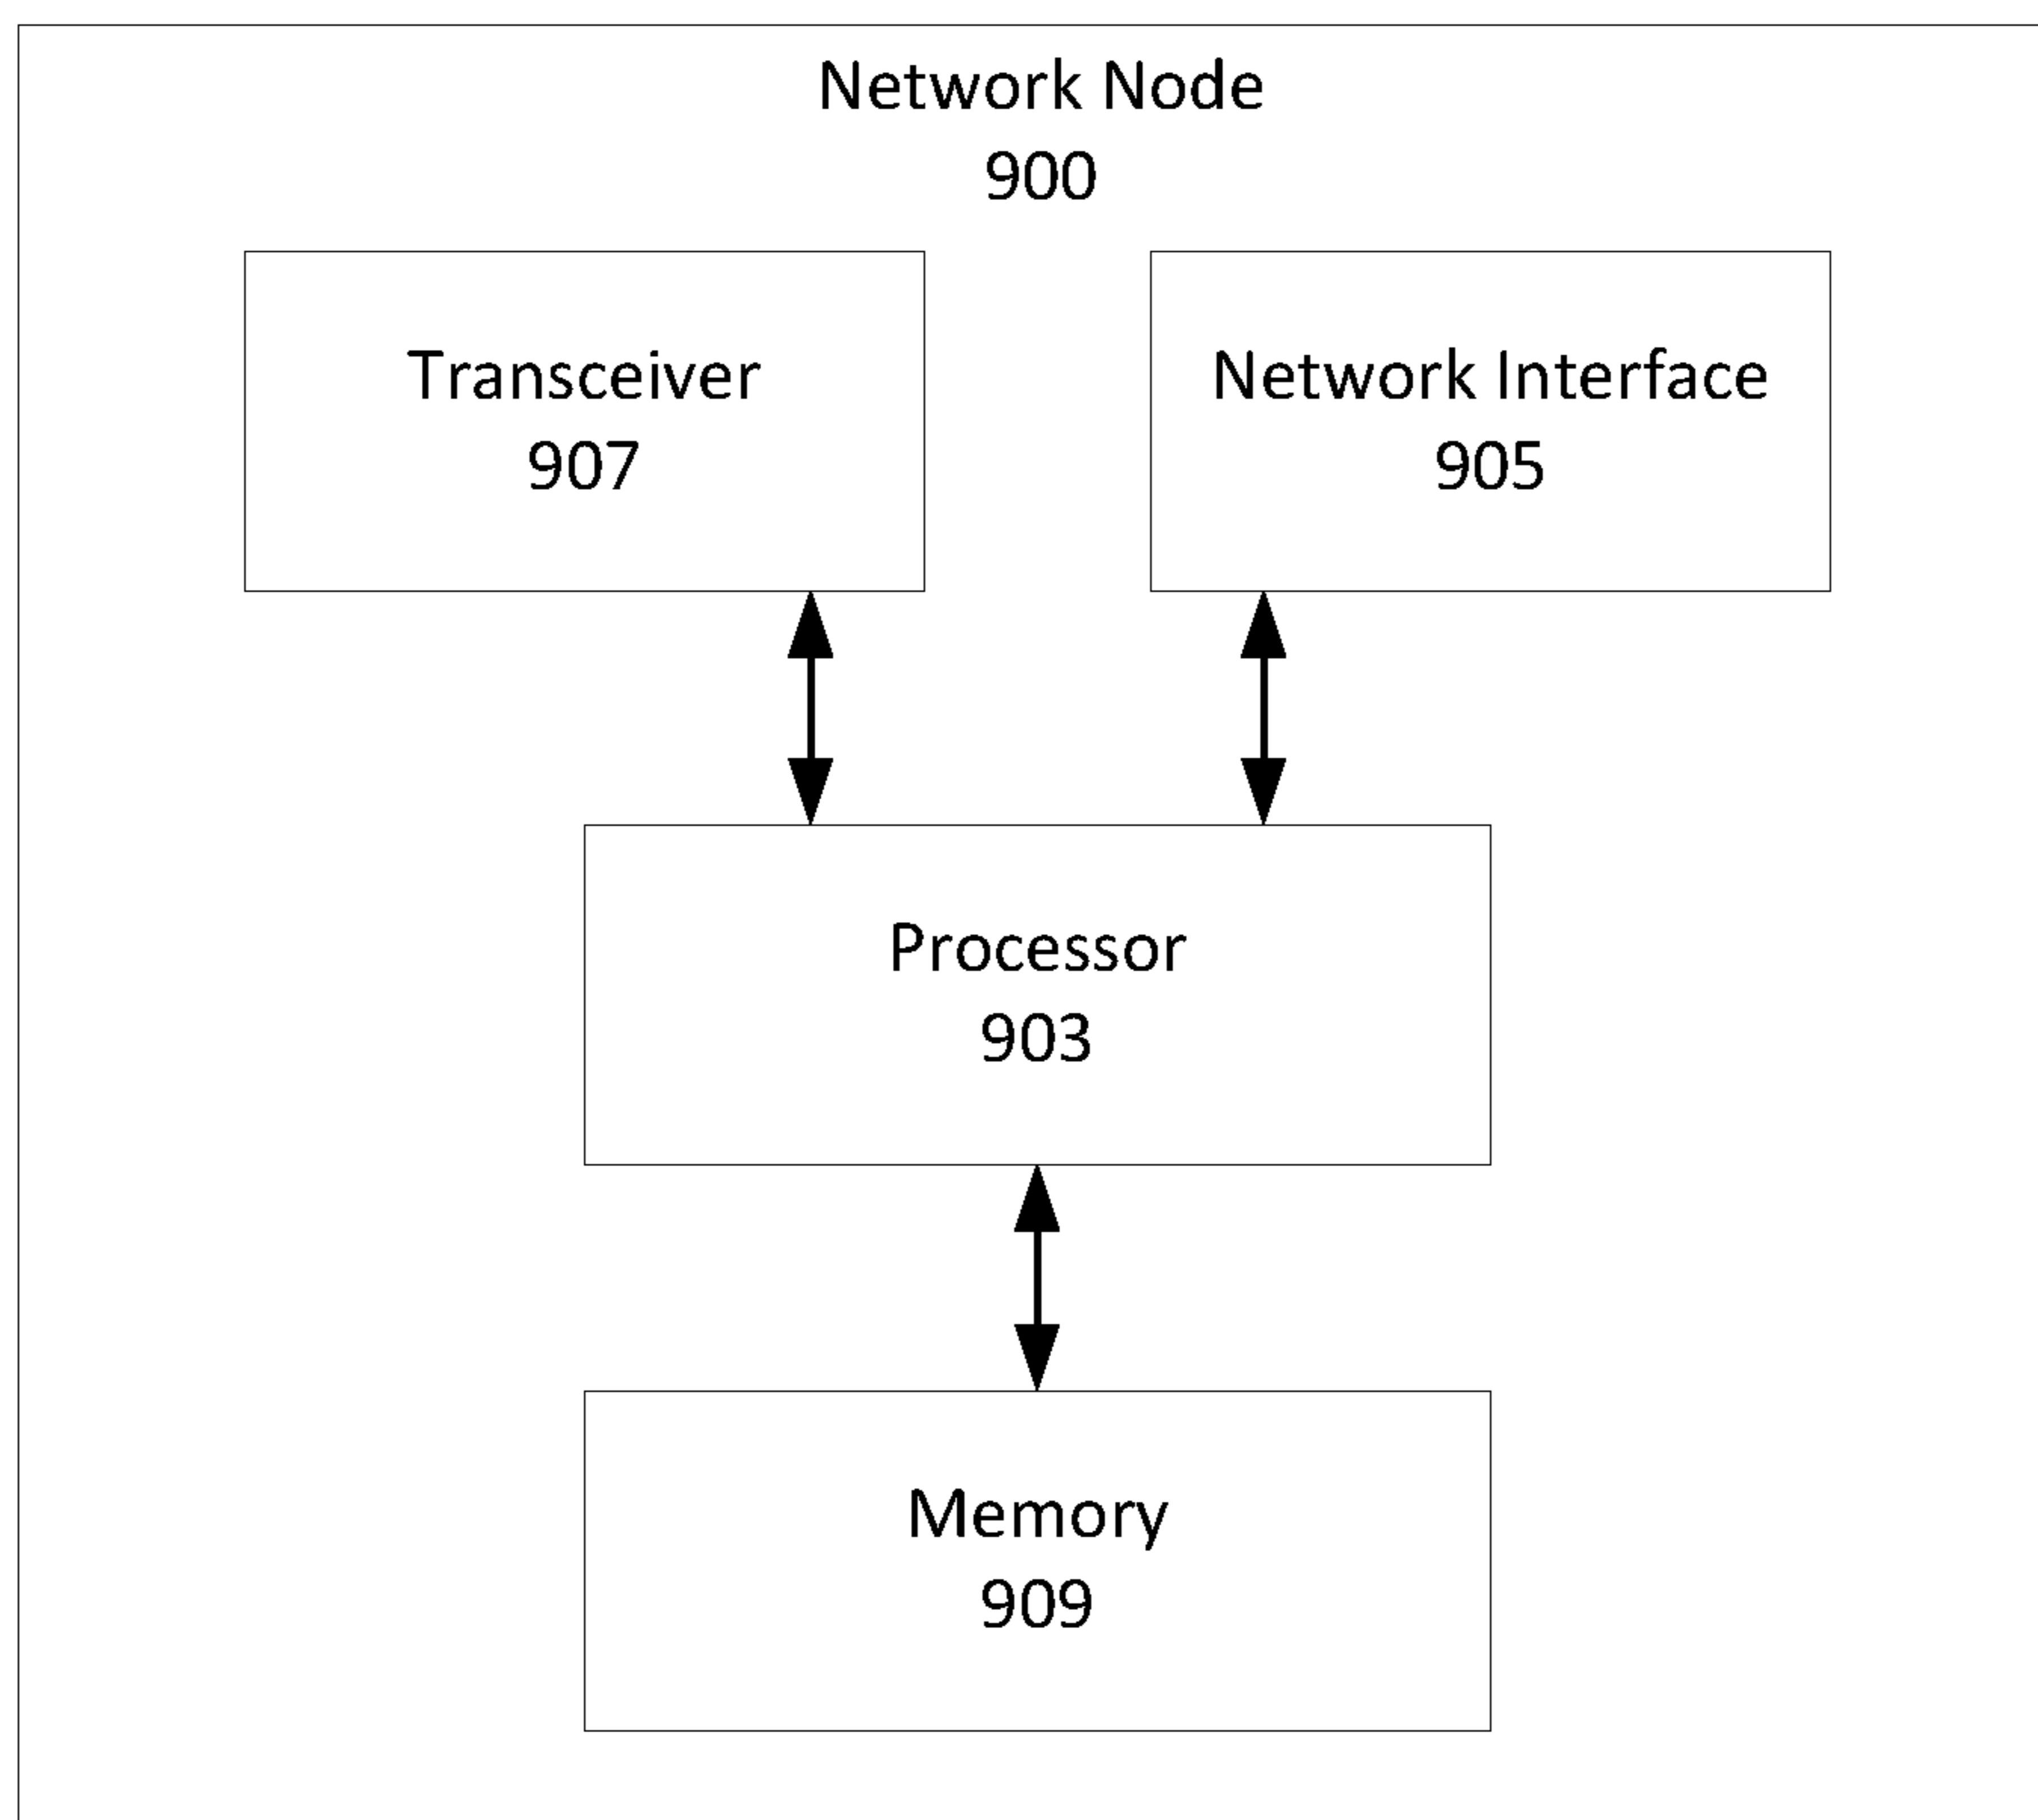 Network Node
900
Transceiver
907
Network Interface
905
Processor
903
Memory
909